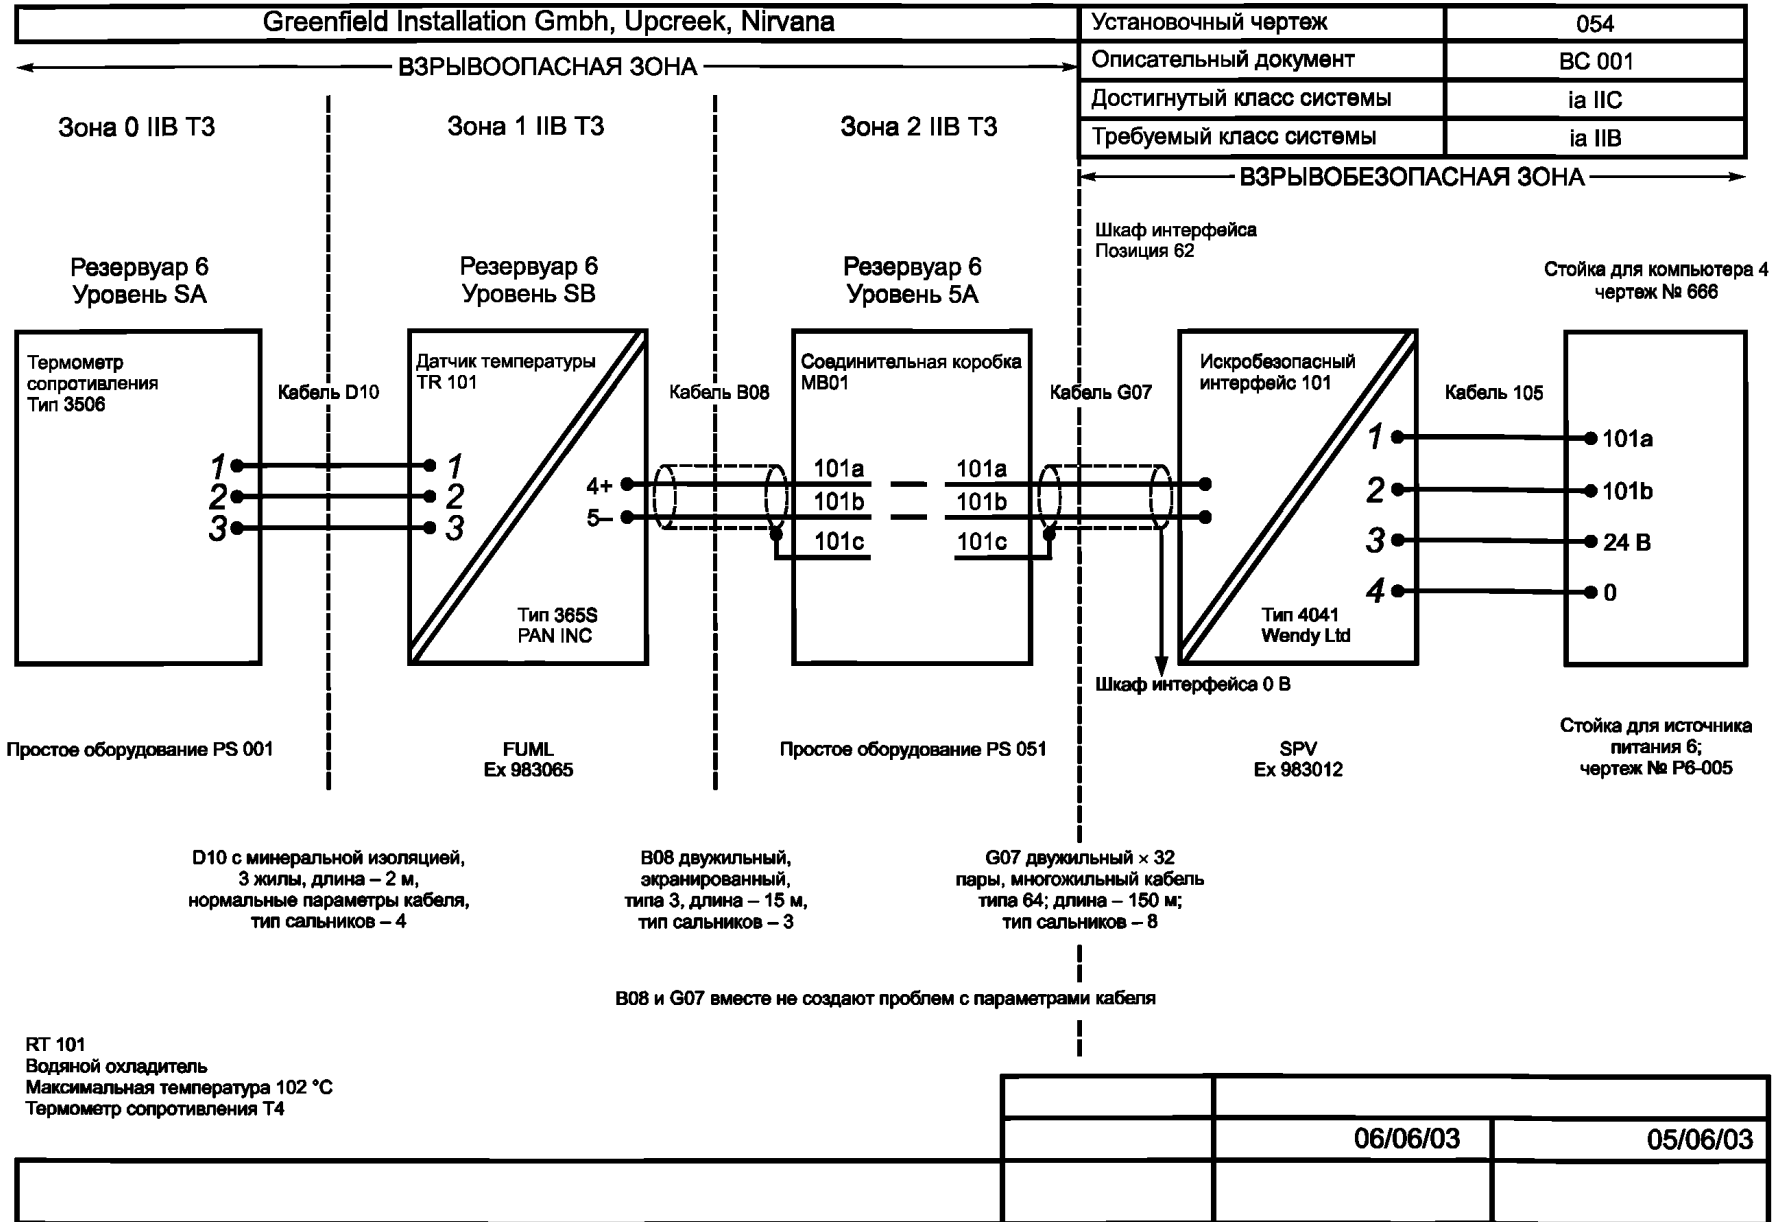 Greenfield Installation Gmbh, Upcreek, Nirvana
Установочный чертеж 054
Описательный документ BC 001
Достигнутый класс системы ia IIC
Требуемый класс системы ia IIB
ВЗРЫВООПАСНАЯ ЗОНА
ВЗРЫВОБЕЗОПАСНАЯ ЗОНА
Зона 0 IIB T3
Зона 1 IIB T3
Зона 2 IIB T3
Шкаф интерфейса
Позиция 62
Резервуар 6
Уровень SA
Резервуар 6
Уровень SB
Резервуар 6
Уровень 5A
Стойка для компьютера 4
чертеж № 666
Термометр
сопротивления
Тип 3506
1
2
3
Кабель D10
Датчик температуры
TR 101
1
2
3
4+
5–
Тип 365S
PAN INC
Кабель B08
Соединительная коробка
MB01
101a
101b
101c
101a
101b
101c
Кабель G07
Искробезопасный
интерфейс 101
1
2
3
4
Тип 4041
Wendy Ltd
Кабель 105
101a
101b
24 В
0
Шкаф интерфейса 0 В
Простое оборудование PS 001
FUML
Ex 983065
Простое оборудование PS 051
SPV
Ex 983012
Стойка для источника
питания 6;
чертеж № P6-005
D10 с минеральной изоляцией,
3 жилы, длина – 2 м,
нормальные параметры кабеля,
тип сальников – 4
B08 двужильный,
экранированный,
типа 3, длина – 15 м,
тип сальников – 3
G07 двужильный × 32
пары, многожильный кабель
типа 64; длина – 150 м;
тип сальников – 8
B08 и G07 вместе не создают проблем с параметрами кабеля
RT 101
Водяной охладитель
Максимальная температура 102 °C
Термометр сопротивления T4
06/06/03
05/06/03